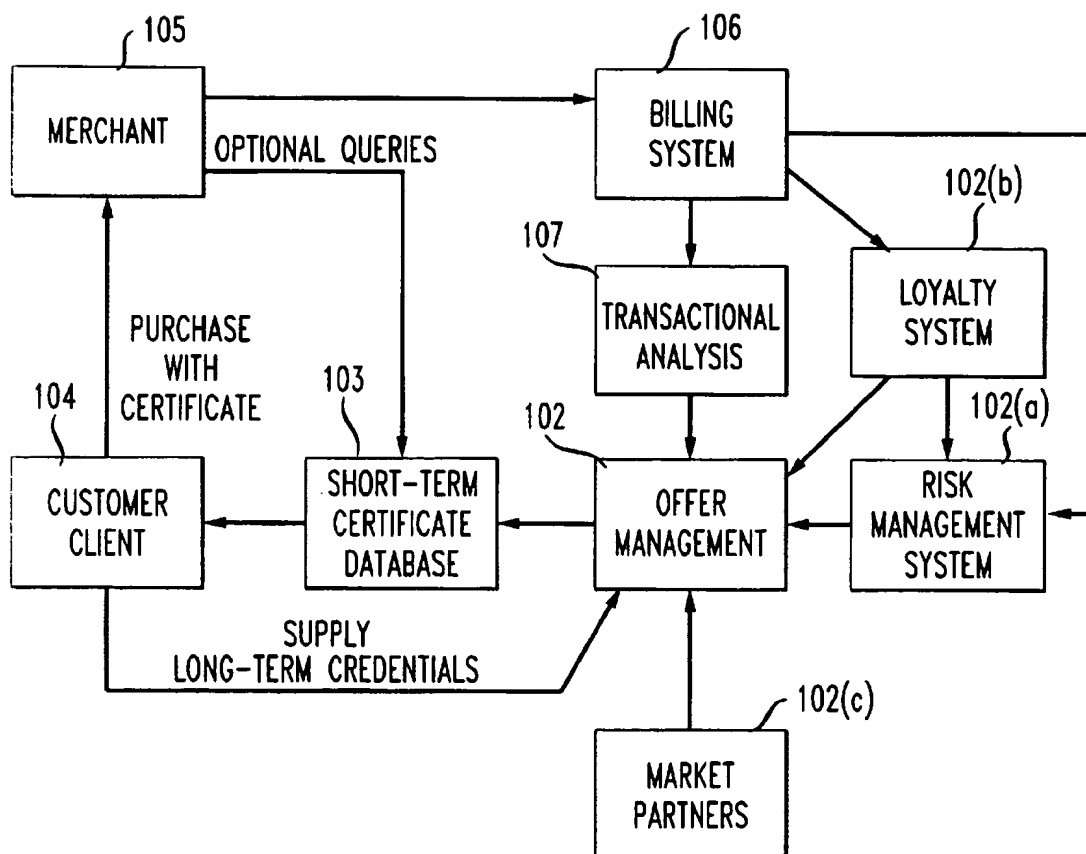 105
MERCHANT
OPTIONAL QUERIES
106
BILLING
SYSTEM
102(b)
LOYALTY
SYSTEM
107
TRANSACTIONAL
ANALYSIS
PURCHASE
WITH
CERTIFICATE
104
CUSTOMER
CLIENT
103
SHORT-TERM
CERTIFICATE
DATABASE
102
OFFER
MANAGEMENT
102(a)
RISK
MANAGEMENT
SYSTEM
SUPPLY
LONG-TERM CREDENTIALS
102(c)
MARKET
PARTNERS